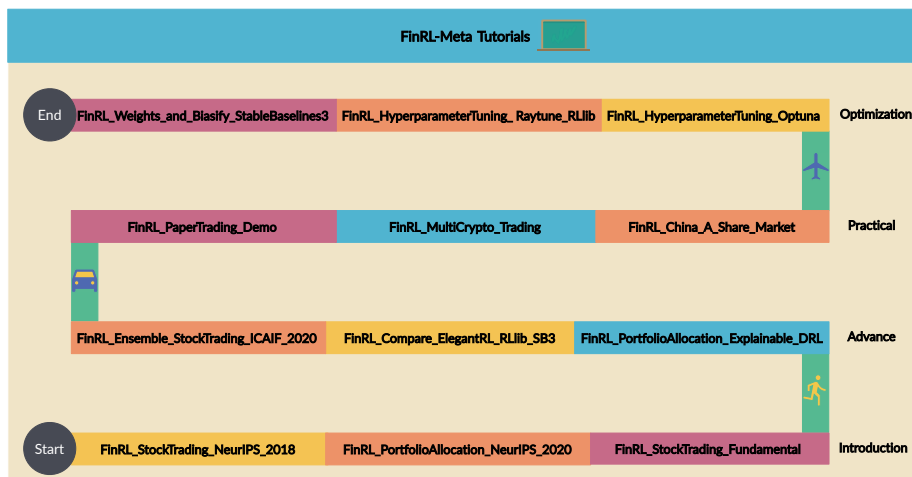 FinRL-Meta Tutorials
End
FinRL_Weights_and_Biasify_StableBaselines3
FinRL_HyperparameterTuning_ Raytune_RLlib
FinRL_HyperparameterTuning_Optuna
Optimization
FinRL_PaperTrading_Demo
FinRL_MultiCrypto_Trading
FinRL_China_A_Share_Market
Practical
FinRL_Ensemble_StockTrading_ICAIF_2020
FinRL_Compare_ElegantRL_RLlib_SB3
FinRL_PortfolioAllocation_Explainable_DRL
Advance
Start
FinRL_StockTrading_NeurIPS_2018
FinRL_PortfolioAllocation_NeurIPS_2020
FinRL_StockTrading_Fundamental
Introduction